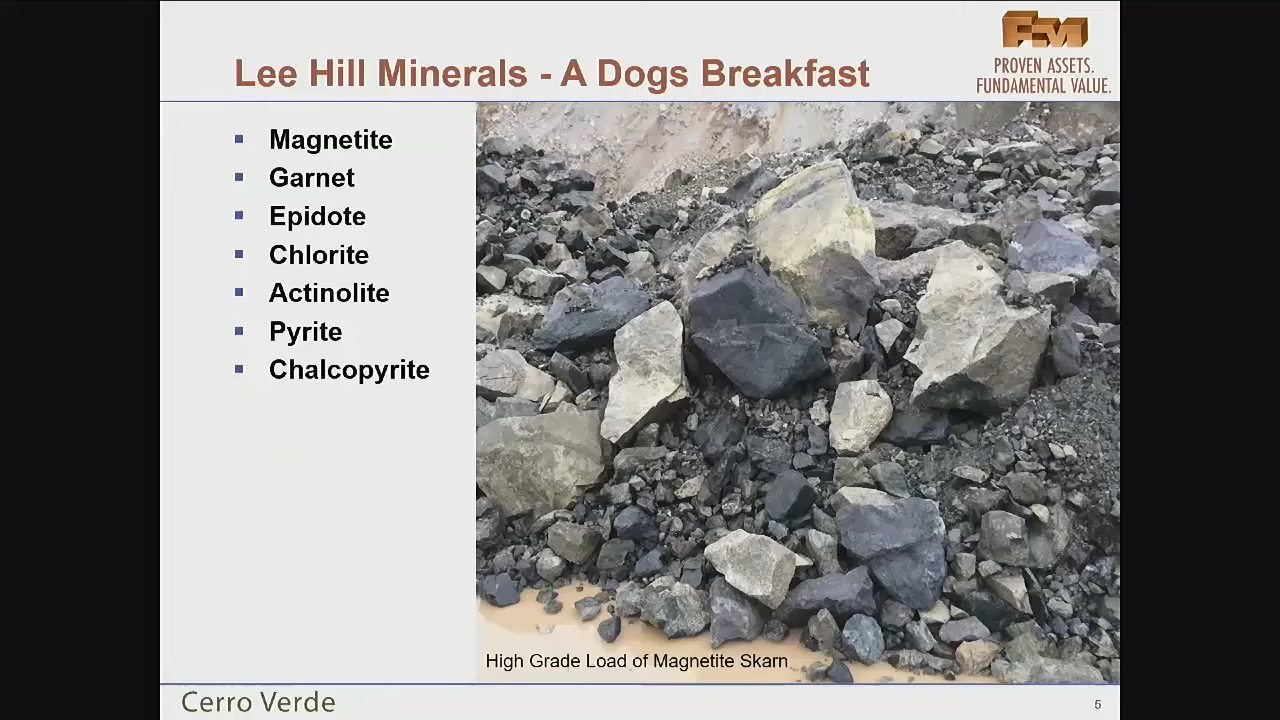 Lee Hill Minerals - A Dogs Breakfast
FM
PROVEN ASSETS.
FUNDAMENTAL VALUE.
Magnetite
Garnet
Epidote
Chlorite
Actinolite
Pyrite
Chalcopyrite
High Grade Load of Magnetite Skarn
Cerro Verde
5